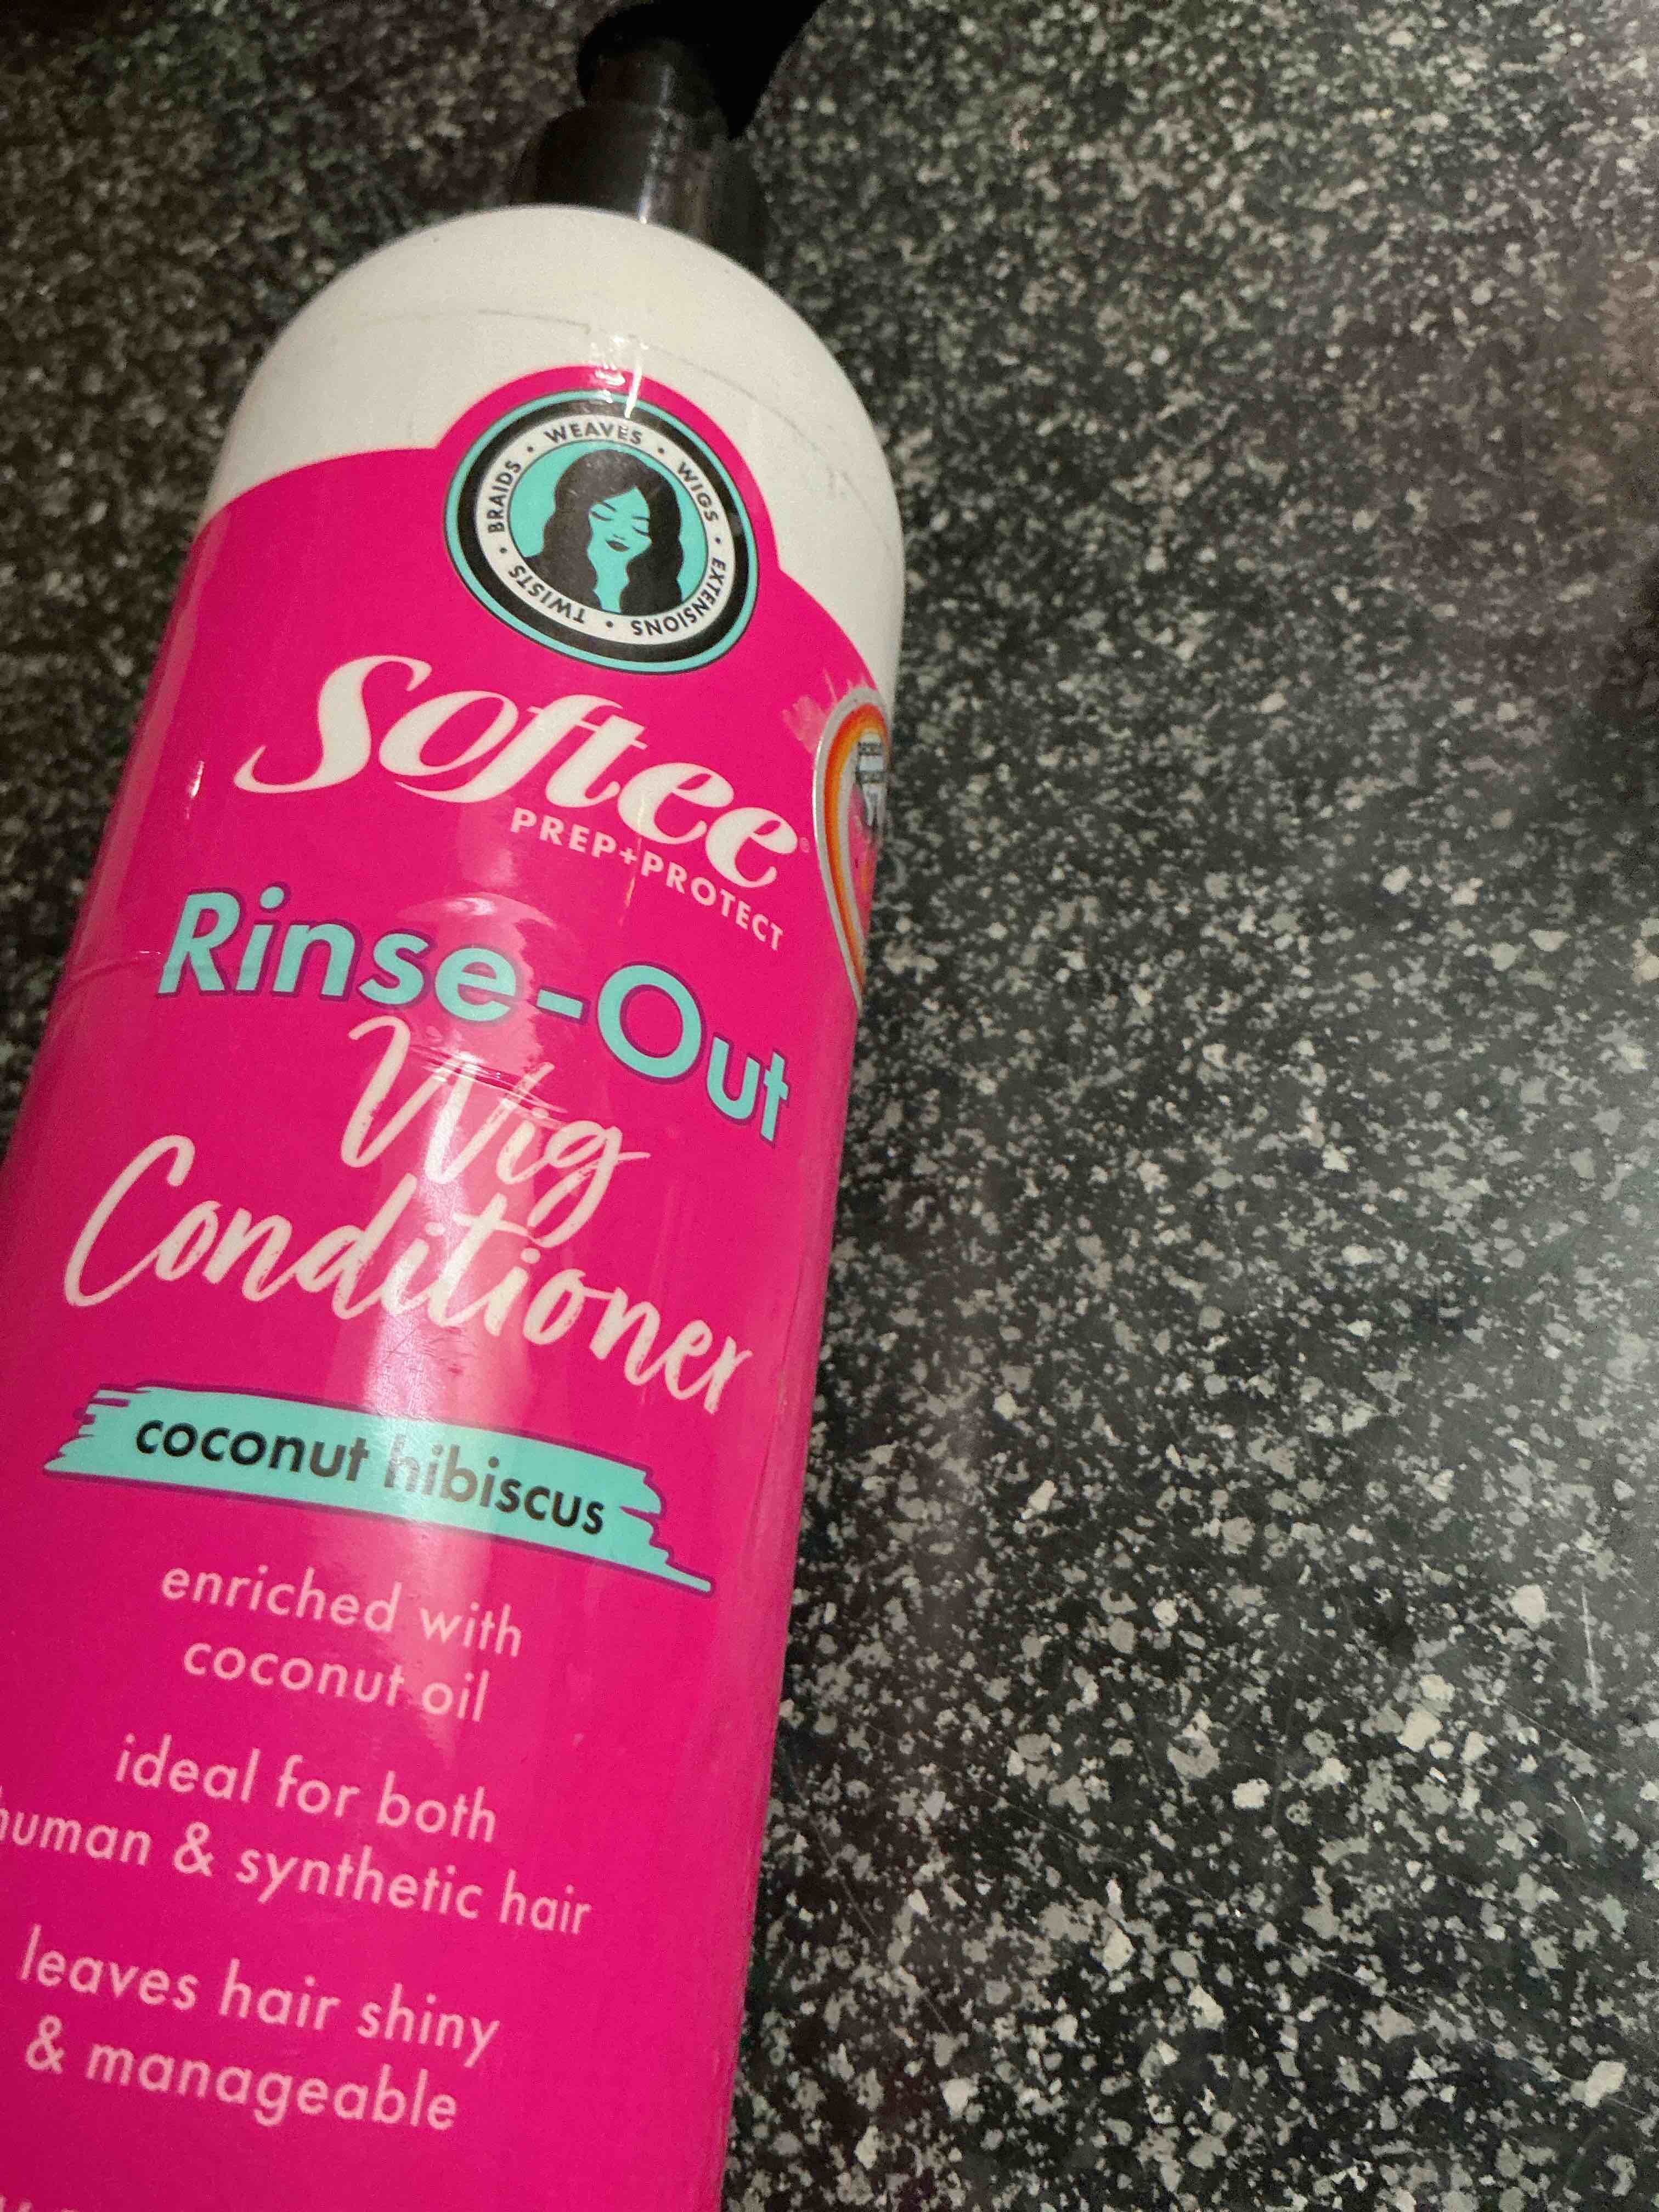 BRAIDS • WEAVES • WIGS • EXTENSIONS • TWISTS •
Softee®
PREP+PROTECT
Rinse-Out
Wig
Conditioner
coconut hibiscus
enriched with
coconut oil
ideal for both
human & synthetic hair
leaves hair shiny
& manageable